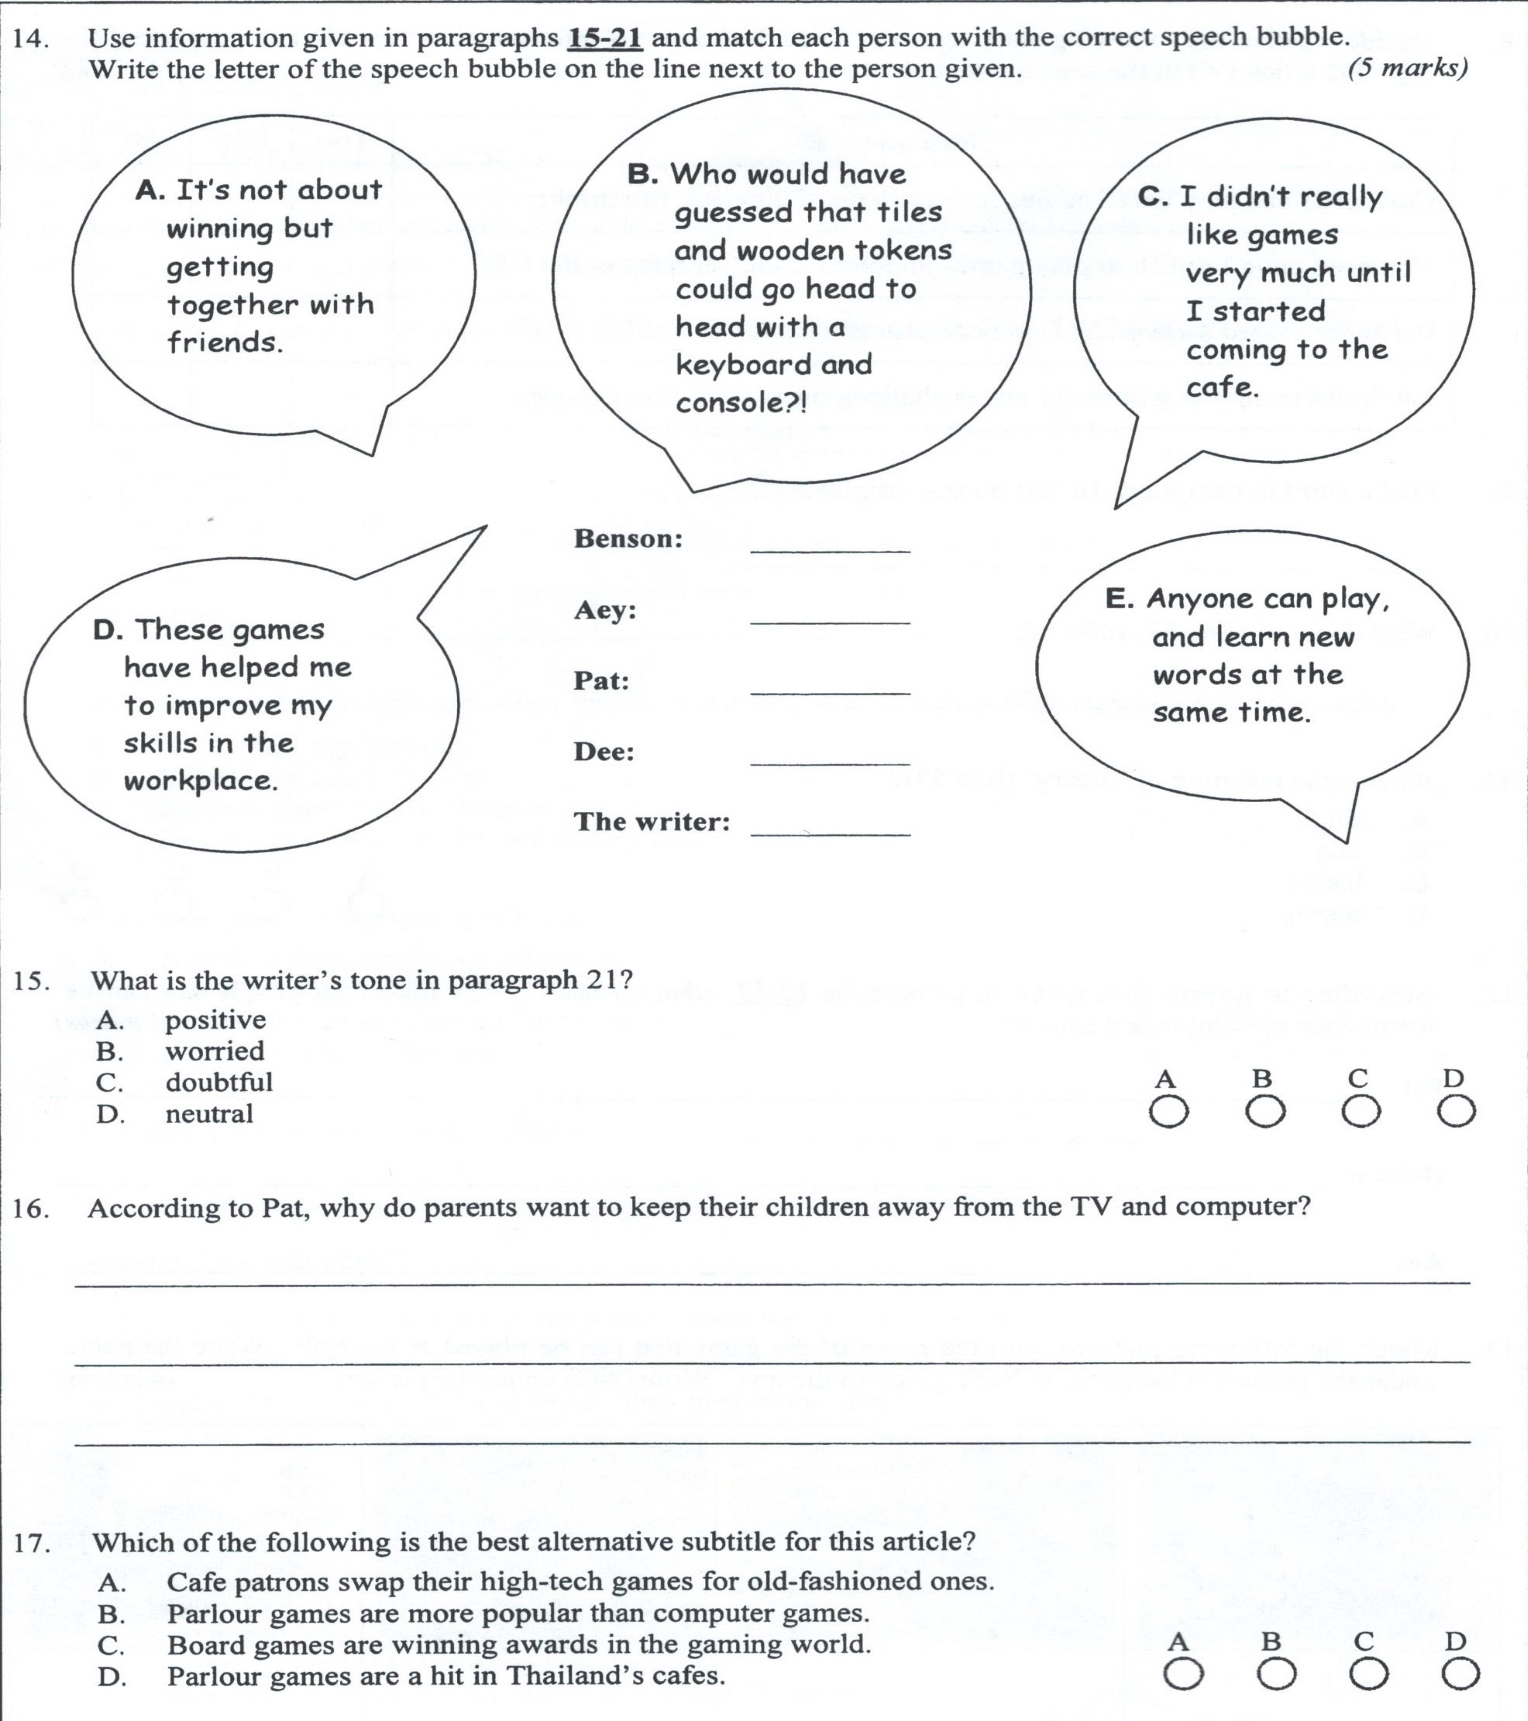 14. Use information given in paragraphs 15-21 and match each person with the correct speech bubble.
Write the letter of the speech bubble on the line next to the person given. (5 marks)
A. It's not about
winning but
getting
together with
friends.
B. Who would have
guessed that tiles
and wooden tokens
could go head to
head with a
keyboard and
console?!
C. I didn't really
like games
very much until
I started
coming to the
cafe.
D. These games
have helped me
to improve my
skills in the
workplace.
Benson:
Aey:
Pat:
Dee:
The writer:
E. Anyone can play,
and learn new
words at the
same time.
15. What is the writer's tone in paragraph 21?
A. positive
B. worried
C. doubtful
D. neutral
A B C D
16. According to Pat, why do parents want to keep their children away from the TV and computer?
17. Which of the following is the best alternative subtitle for this article?
A. Cafe patrons swap their high-tech games for old-fashioned ones.
B. Parlour games are more popular than computer games.
C. Board games are winning awards in the gaming world.
D. Parlour games are a hit in Thailand's cafes.
A B C D